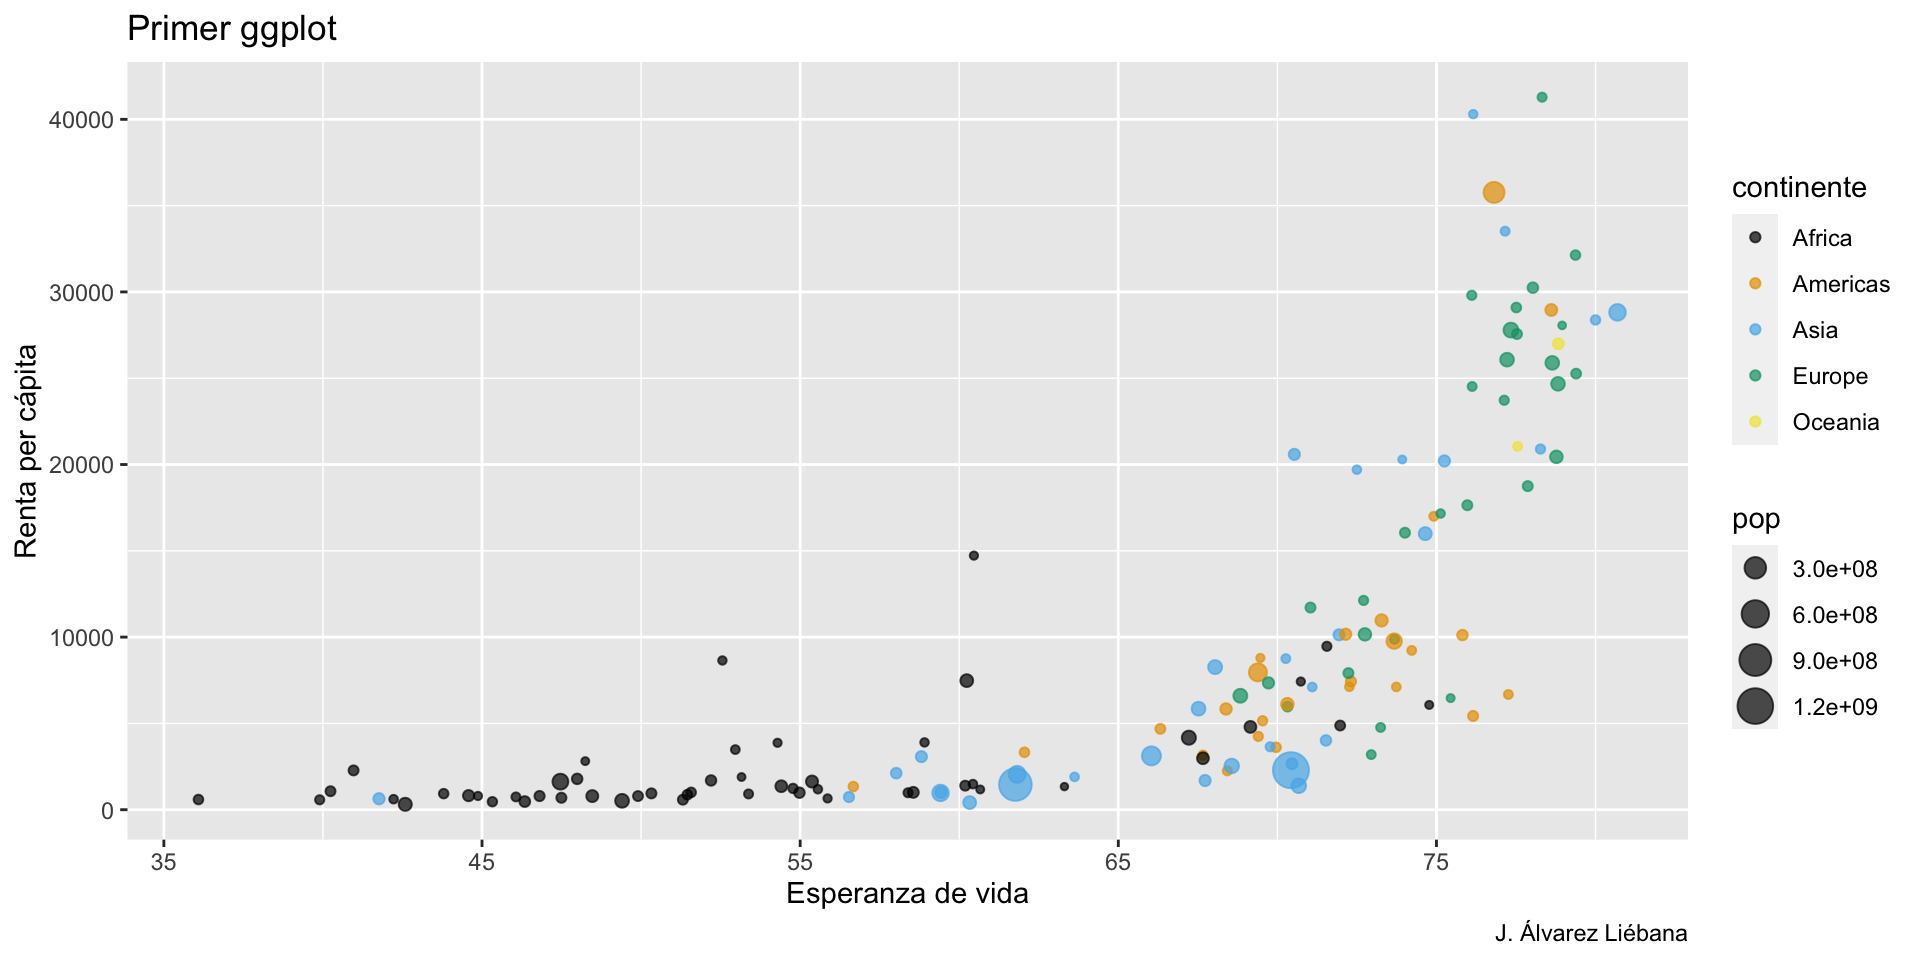 Primer ggplot
40000
30000
20000
10000
0
Renta per cápita
35 45 55 65 75
Esperanza de vida
continente
Africa
Americas
Asia
Europe
Oceania
pop
3.0e+08
6.0e+08
9.0e+08
1.2e+09
J. Álvarez Liébana